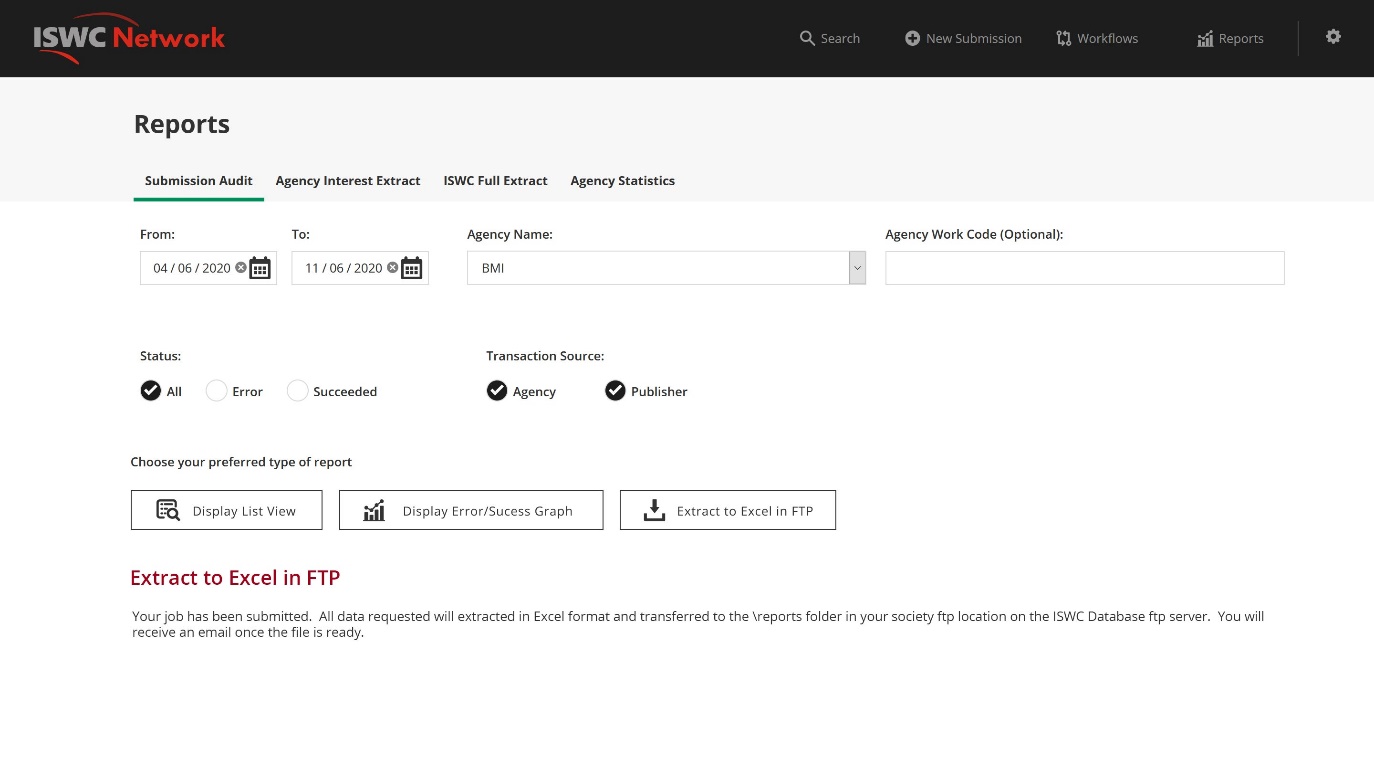 ISWC Network
Search New Submission Workflows Reports
Reports
Submission Audit Agency Interest Extract ISWC Full Extract Agency Statistics
From: To: Agency Name: Agency Work Code (Optional):
04 / 06 / 2020 11 / 06 / 2020 BMI
Status: Transaction Source:
All Error Succeeded Agency Publisher
Choose your preferred type of report
Display List View Display Error/Sucess Graph Extract to Excel in FTP
Extract to Excel in FTP
Your job has been submitted. All data requested will extracted in Excel format and transferred to the \reports folder in your society ftp location on the ISWC Database ftp server. You will
receive an email once the file is ready.